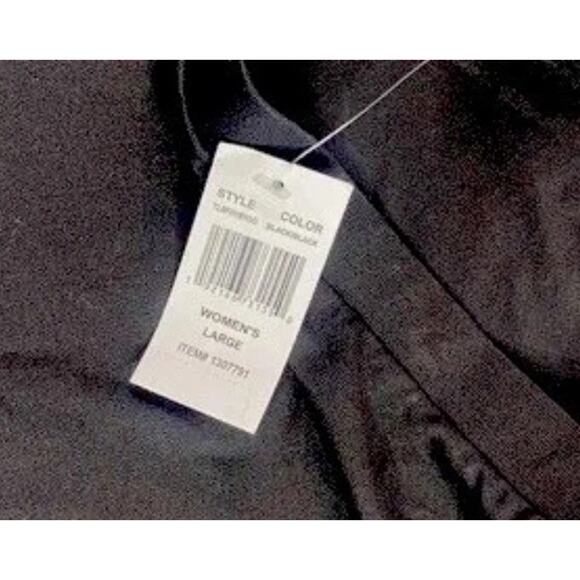 STYLE COLOR
BLACK/BLACK
WOMEN'S
LARGE
ITEM# 1307791